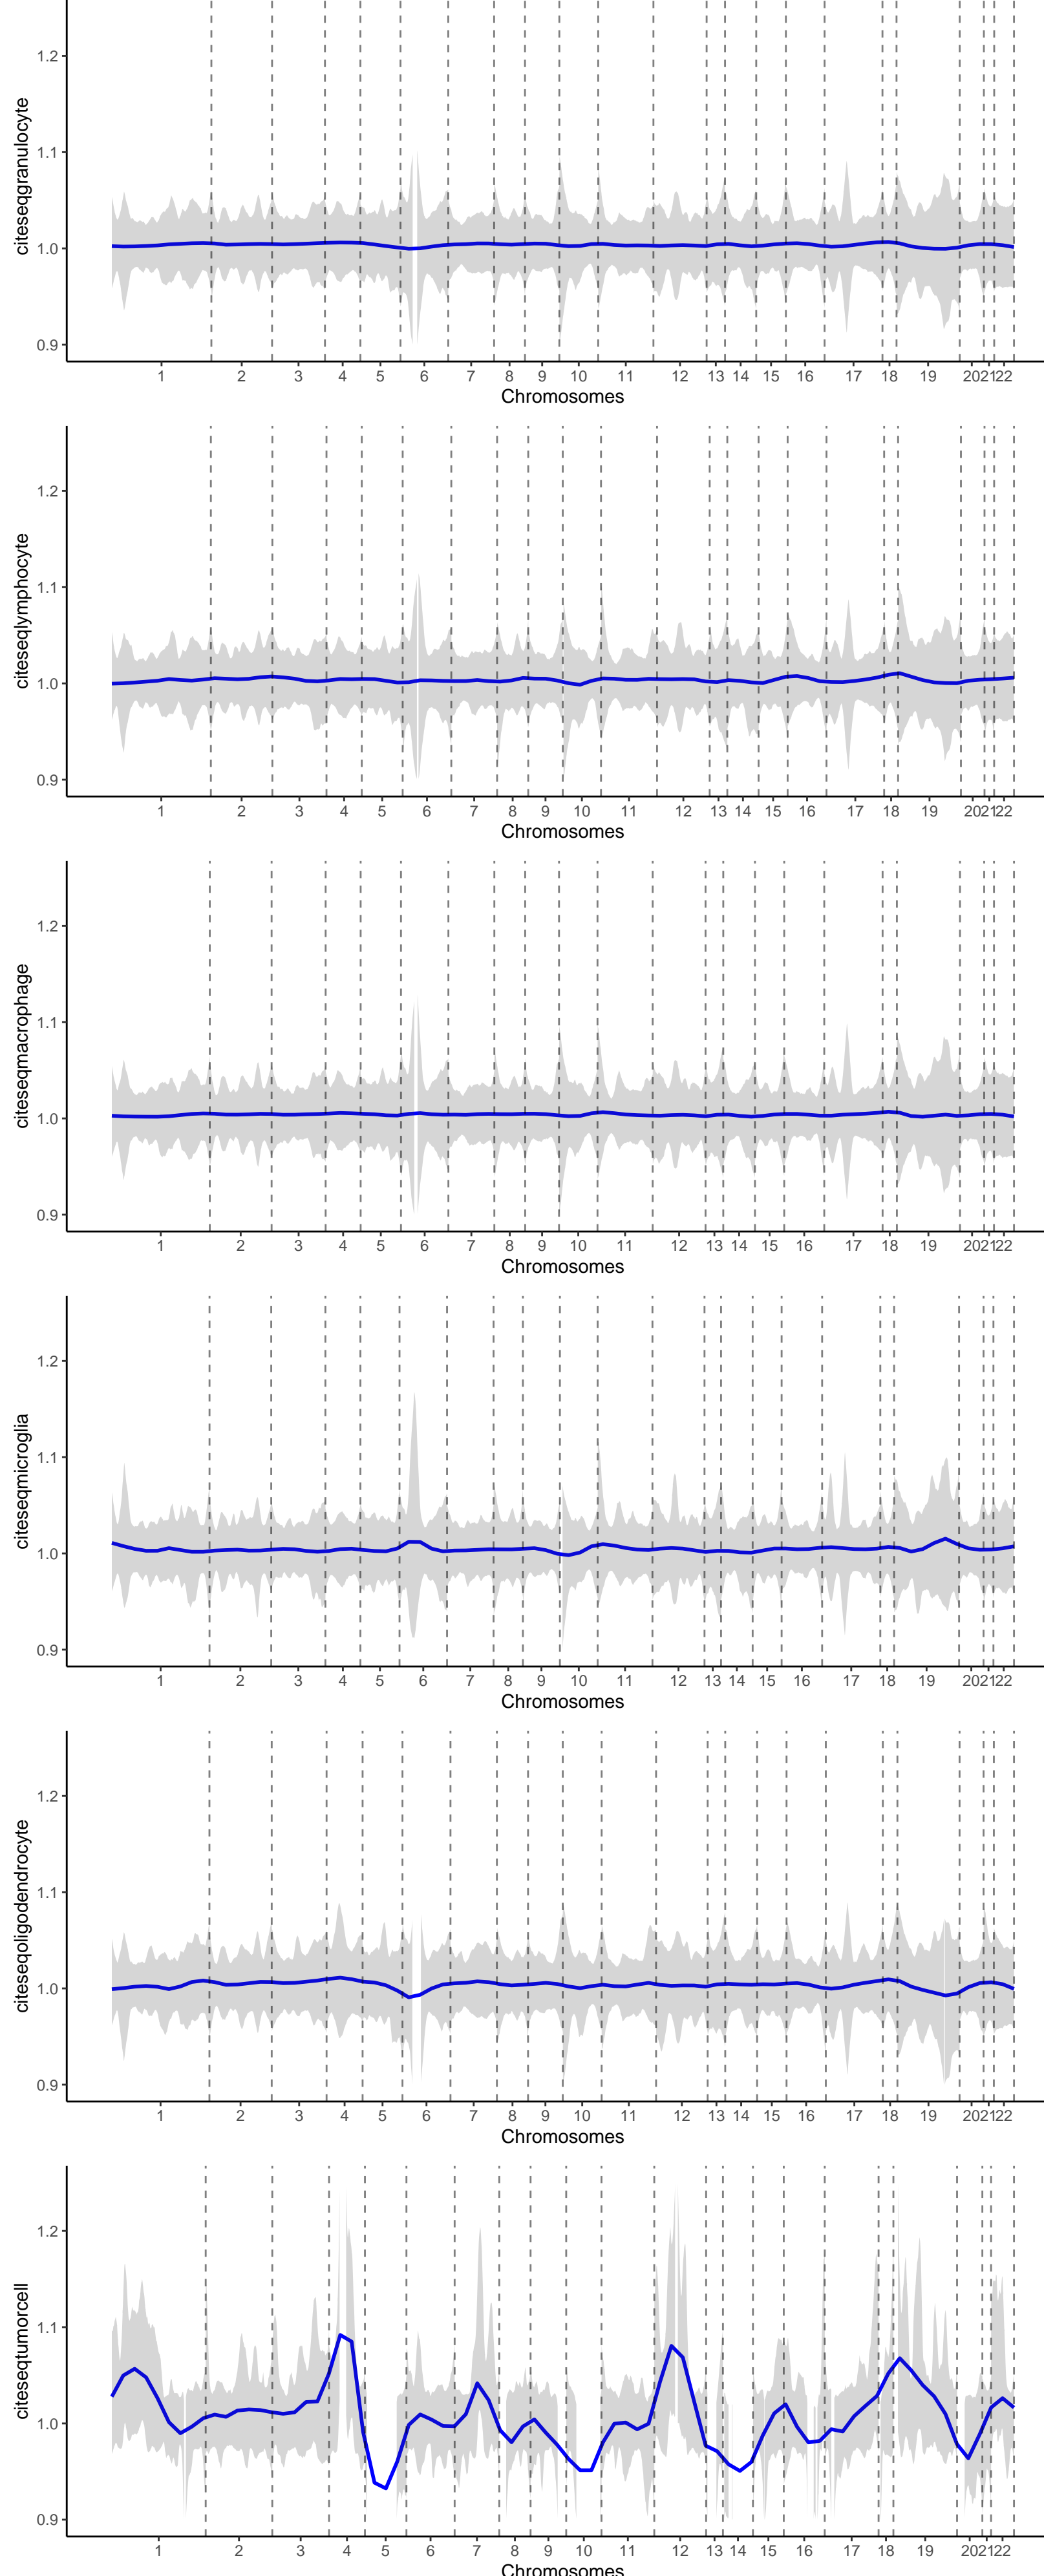 citeseqgranulocyte
1.2
1.1
1.0
0.9
1 2 3 4 5 6 7 8 9 10 11 12 13 14 15 16 17 18 19 202122
Chromosomes
citeseqlymphocyte
1.2
1.1
1.0
0.9
1 2 3 4 5 6 7 8 9 10 11 12 13 14 15 16 17 18 19 202122
Chromosomes
citeseqmacrophage
1.2
1.1
1.0
0.9
1 2 3 4 5 6 7 8 9 10 11 12 13 14 15 16 17 18 19 202122
Chromosomes
citeseqmicroglia
1.2
1.1
1.0
0.9
1 2 3 4 5 6 7 8 9 10 11 12 13 14 15 16 17 18 19 202122
Chromosomes
citeseqoligodendrocyte
1.2
1.1
1.0
0.9
1 2 3 4 5 6 7 8 9 10 11 12 13 14 15 16 17 18 19 202122
Chromosomes
citeseqtumorcell
1.2
1.1
1.0
0.9
1 2 3 4 5 6 7 8 9 10 11 12 13 14 15 16 17 18 19 202122
Chromosomes